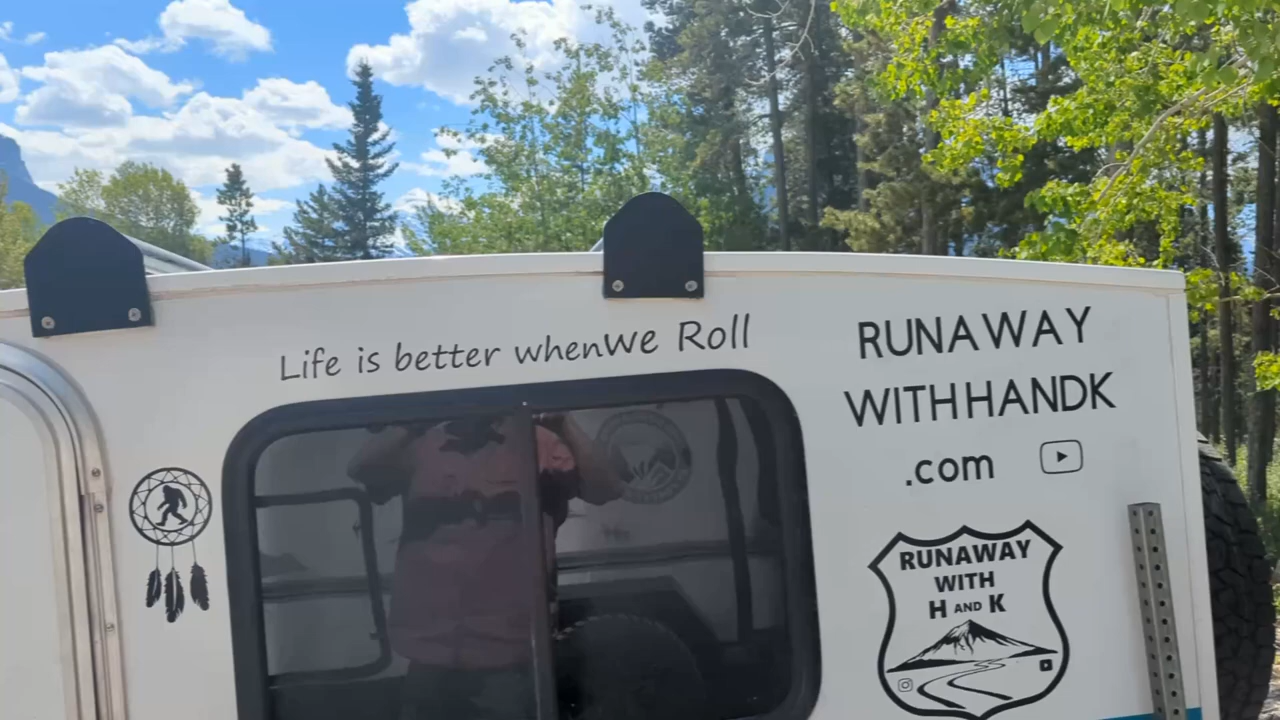 Life is better whenWe Roll
RUNAWAY
WITHHANDK
.com
RUNAWAY
WITH
H AND K